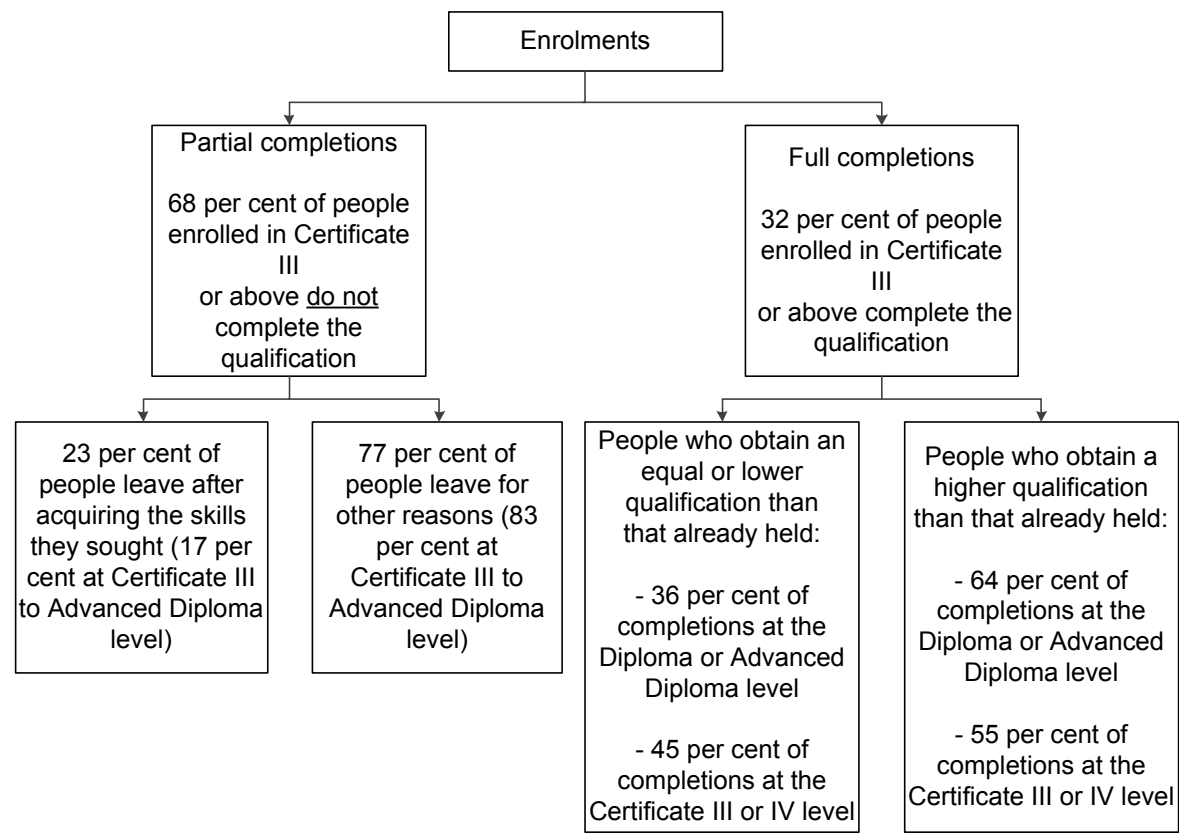 Enrolments
Partial completions
68 per cent of people
enrolled in Certificate
III
or above do not
complete the
qualification
Full completions
32 per cent of people
enrolled in Certificate
III
or above complete the
qualification
23 per cent of
people leave after
acquiring the skills
they sought (17 per
cent at Certificate III
to Advanced Diploma
level)
77 per cent of
people leave for
other reasons (83
per cent at
Certificate III to
Advanced Diploma
level)
People who obtain an
equal or lower
qualification than
that already held:
- 36 per cent of
completions at the
Diploma or Advanced
Diploma level
- 45 per cent of
completions at the
Certificate III or IV level
People who obtain a
higher qualification
than that already held:
- 64 per cent of
completions at the
Diploma or Advanced
Diploma level
- 55 per cent of
completions at the
Certificate III or IV level